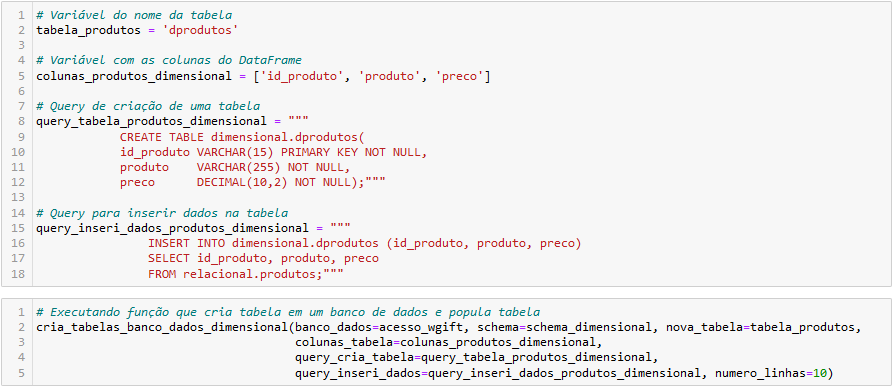 1 # Variável do nome da tabela
2 tabela_produtos = 'dprodutos'
3
4 # Variável com as colunas do DataFrame
5 colunas_produtos_dimensional = ['id_produto', 'produto', 'preco']
6
7 # Query de criação de uma tabela
8 query_tabela_produtos_dimensional = """
9             CREATE TABLE dimensional.dprodutos(
10             id_produto VARCHAR(15) PRIMARY KEY NOT NULL,
11             produto    VARCHAR(255) NOT NULL,
12             preco      DECIMAL(10,2) NOT NULL);"""
13
14 # Query para inserir dados na tabela
15 query_inseri_dados_produtos_dimensional = """
16                 INSERT INTO dimensional.dprodutos (id_produto, produto, preco)
17                 SELECT id_produto, produto, preco
18                 FROM relacional.produtos;"""
1 # Executando função que cria tabela em um banco de dados e popula tabela
2 cria_tabelas_banco_dados_dimensional(banco_dados=acesso_wgift, schema=schema_dimensional, nova_tabela=tabela_produtos,
3                                      colunas_tabela=colunas_produtos_dimensional,
4                                      query_cria_tabela=query_tabela_produtos_dimensional,
5                                      query_inseri_dados=query_inseri_dados_produtos_dimensional, numero_linhas=10)